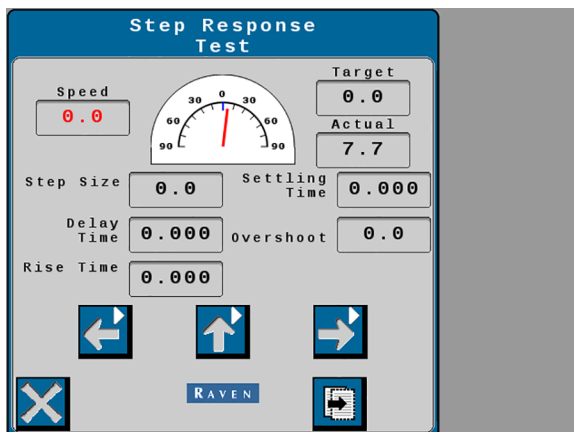 Step Response
Test
Speed
0.0
90
60
30
0
30
60
90
Target
0.0
Actual
7.7
Step Size
0.0
Settling
Time
0.000
Delay
Time
0.000
Overshoot
0.0
Rise Time
0.000
RAVEN